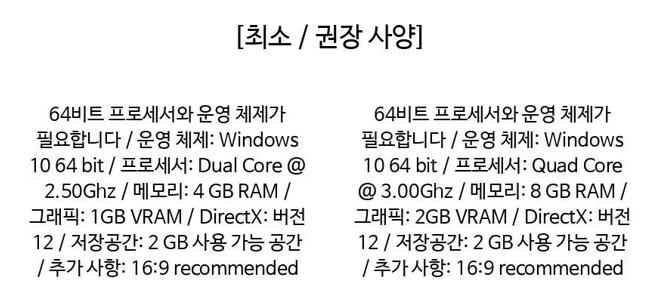 [최소 / 권장 사양]
64비트 프로세서와 운영 체제가
필요합니다 / 운영 체제: Windows
10 64 bit / 프로세서: Dual Core @
2.50Ghz / 메모리: 4 GB RAM /
그래픽: 1GB VRAM / DirectX: 버전
12 / 저장공간: 2 GB 사용 가능 공간
/ 추가 사항: 16:9 recommended
64비트 프로세서와 운영 체제가
필요합니다 / 운영 체제: Windows
10 64 bit / 프로세서: Quad Core
@ 3.00Ghz / 메모리: 8 GB RAM /
그래픽: 2GB VRAM / DirectX: 버전
12 / 저장공간: 2 GB 사용 가능 공간
/ 추가 사항: 16:9 recommended